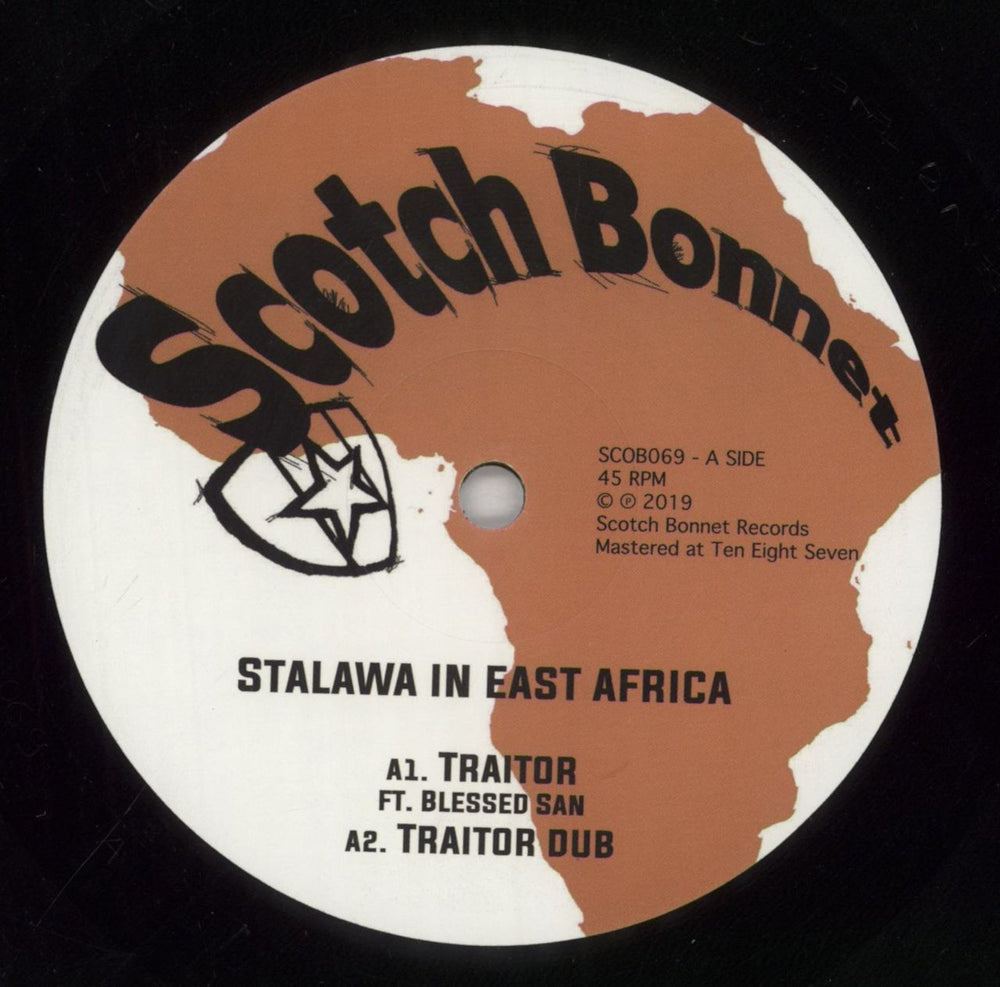 Scotch Bonnet
SCOB069 - A SIDE
45 RPM
© ℗ 2019
Scotch Bonnet Records
Mastered at Ten Eight Seven
STALAWA IN EAST AFRICA
A1. TRAITOR
FT. BLESSED SAN
A2. TRAITOR DUB